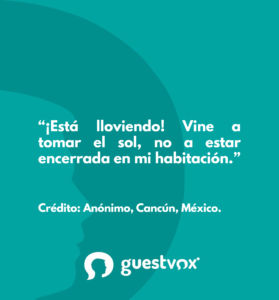 “¡Está lloviendo! Vine a
tomar el sol, no a estar
encerrada en mi habitación.”
Crédito: Anónimo, Cancún, México.
guestvox